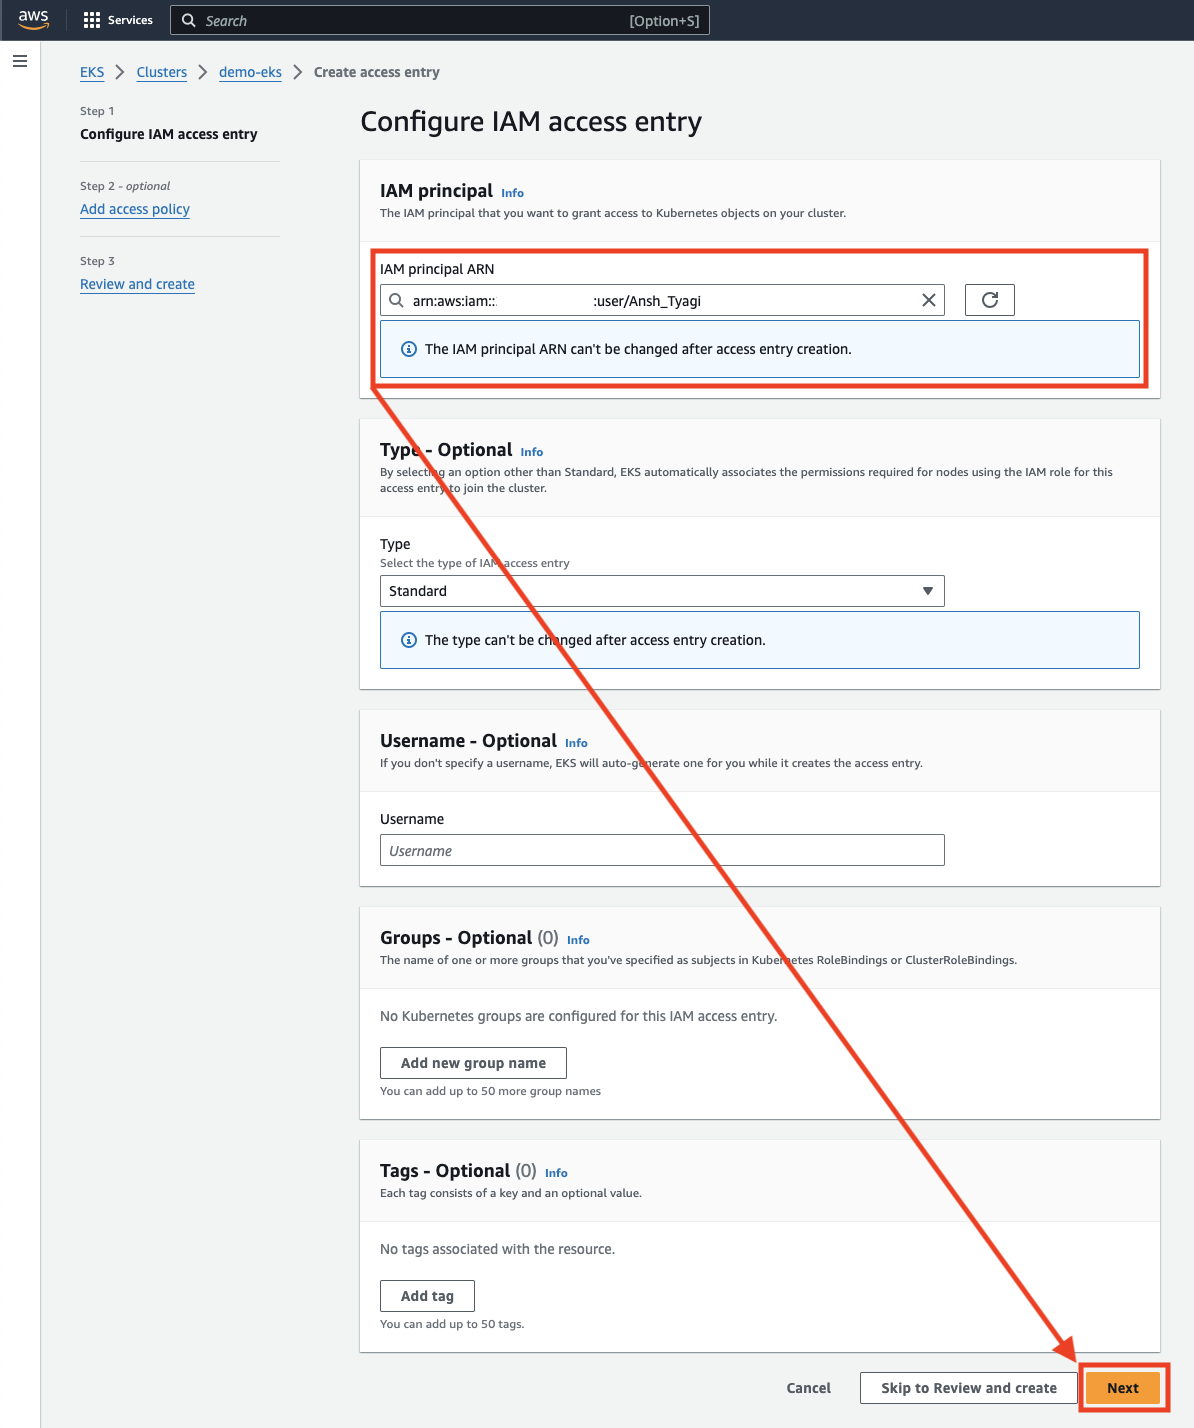 aws
Services
Search
[Option+S]
EKS
Clusters
demo-eks
Create access entry
Step 1
Configure IAM access entry
Step 2 - optional
Add access policy
Step 3
Review and create
Configure IAM access entry
IAM principal Info
The IAM principal that you want to grant access to Kubernetes objects on your cluster.
IAM principal ARN
arn:aws:iam:: :user/Ansh_Tyagi
The IAM principal ARN can't be changed after access entry creation.
Type - Optional Info
By selecting an option other than Standard, EKS automatically associates the permissions required for nodes using the IAM role for this
access entry to join the cluster.
Type
Select the type of IAM access entry
Standard
The type can't be changed after access entry creation.
Username - Optional Info
If you don't specify a username, EKS will auto-generate one for you while it creates the access entry.
Username
Username
Groups - Optional (0) Info
The name of one or more groups that you've specified as subjects in Kubernetes RoleBindings or ClusterRoleBindings.
No Kubernetes groups are configured for this IAM access entry.
Add new group name
You can add up to 50 more group names
Tags - Optional (0) Info
Each tag consists of a key and an optional value.
No tags associated with the resource.
Add tag
You can add up to 50 tags.
Cancel
Skip to Review and create
Next